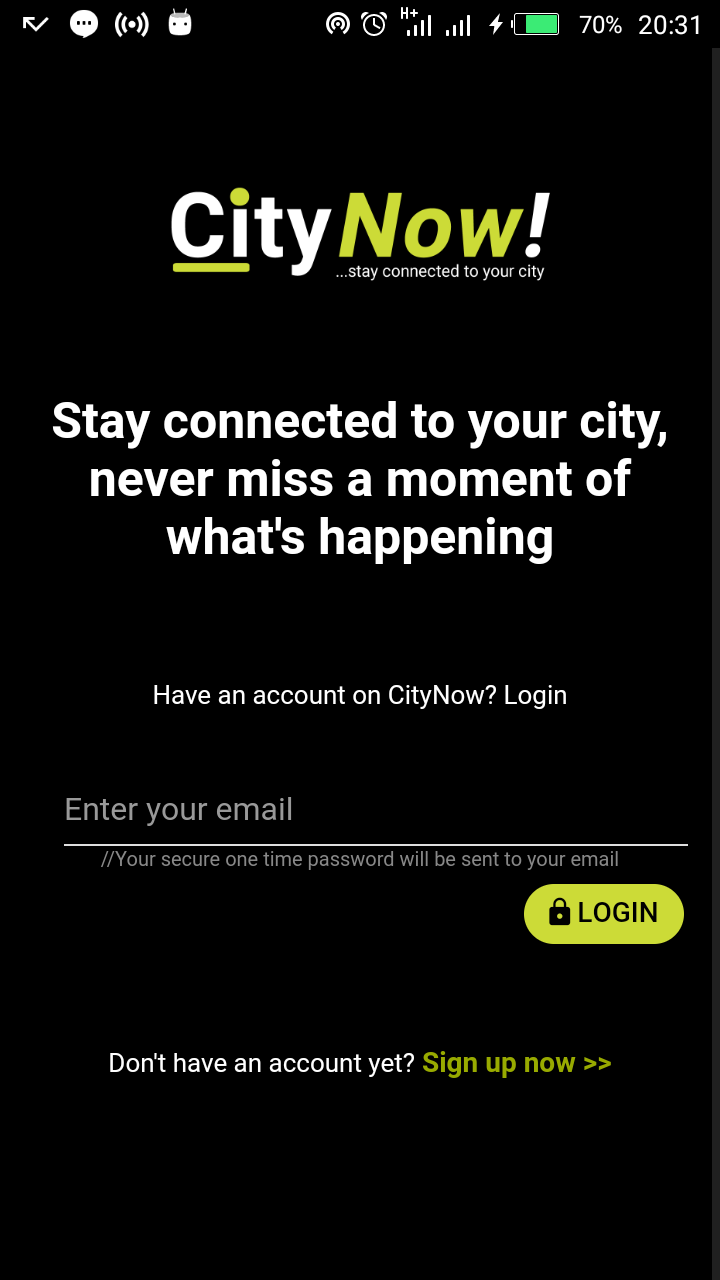 H+ 70% 20:31
CityNow!
...stay connected to your city
Stay connected to your city,
never miss a moment of
what's happening
Have an account on CityNow? Login
Enter your email
//Your secure one time password will be sent to your email
LOGIN
Don't have an account yet? Sign up now >>